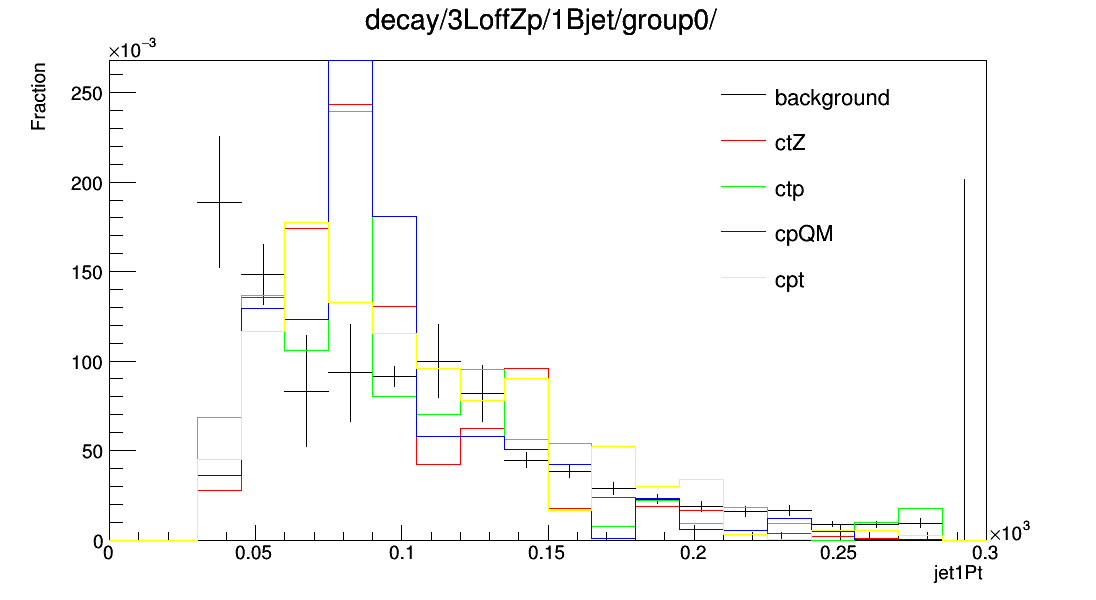 decay/3LoffZp/1Bjet/group0/
×10⁻³
Fraction
250
200
150
100
50
0
background
ctZ
ctp
cpQM
cpt
0 0.05 0.1 0.15 0.2 0.25 0.3
×10³
jet1Pt